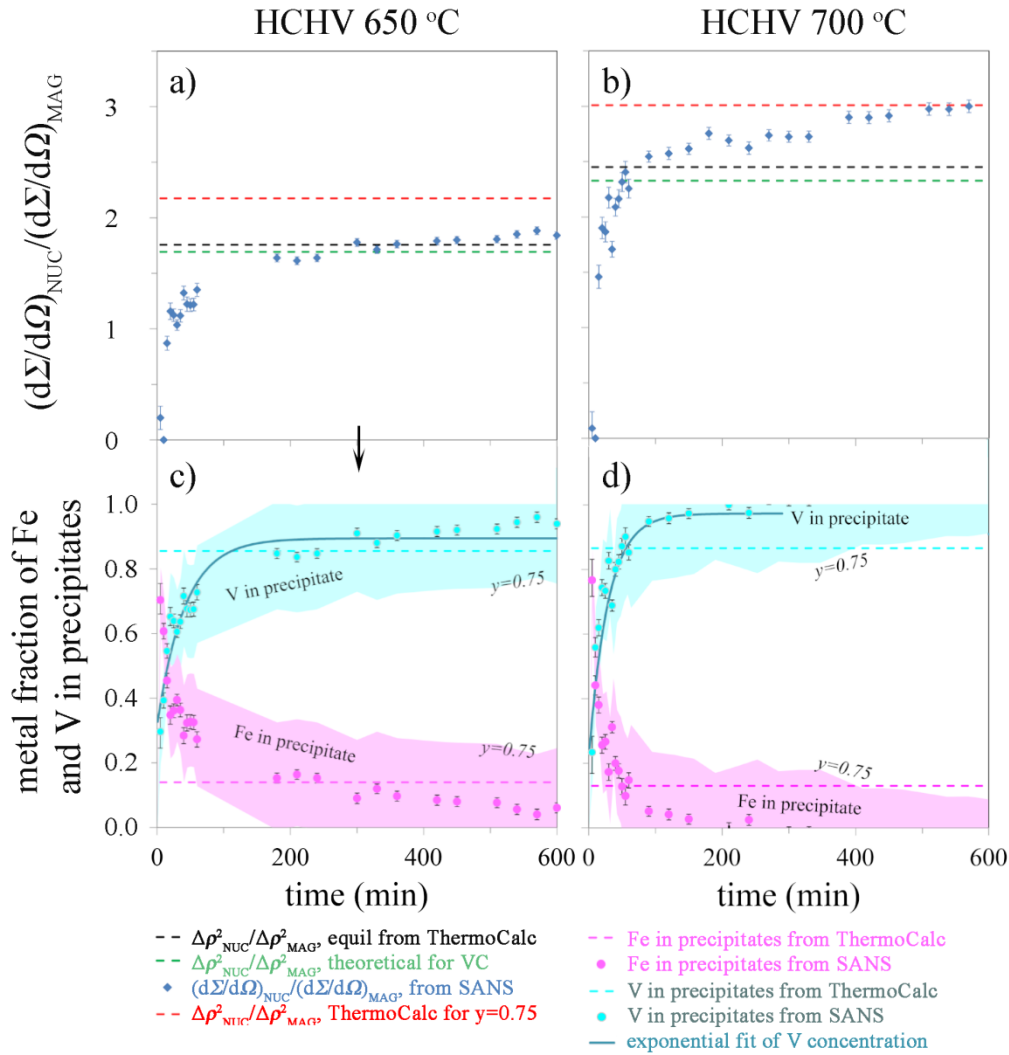 HCHV 650 °C
HCHV 700 °C
a)
b)
(dΣ/dΩ)NUC/(dΣ/dΩ)MAG
3
2
1
0
c)
d)
metal fraction of Fe
and V in precipitates
1.0
0.8
0.6
0.4
0.2
0.0
V in precipitate
y=0.75
Fe in precipitate
y=0.75
V in precipitate
y=0.75
y=0.75
Fe in precipitate
0 200 400 600
0 200 400 600
time (min)
time (min)
Δρ²NUC/Δρ²MAG, equil from ThermoCalc
Δρ²NUC/Δρ²MAG, theoretical for VC
(dΣ/dΩ)NUC/(dΣ/dΩ)MAG, from SANS
Δρ²NUC/Δρ²MAG, ThermoCalc for y=0.75
Fe in precipitates from ThermoCalc
Fe in precipitates from SANS
V in precipitates from ThermoCalc
V in precipitates from SANS
exponential fit of V concentration